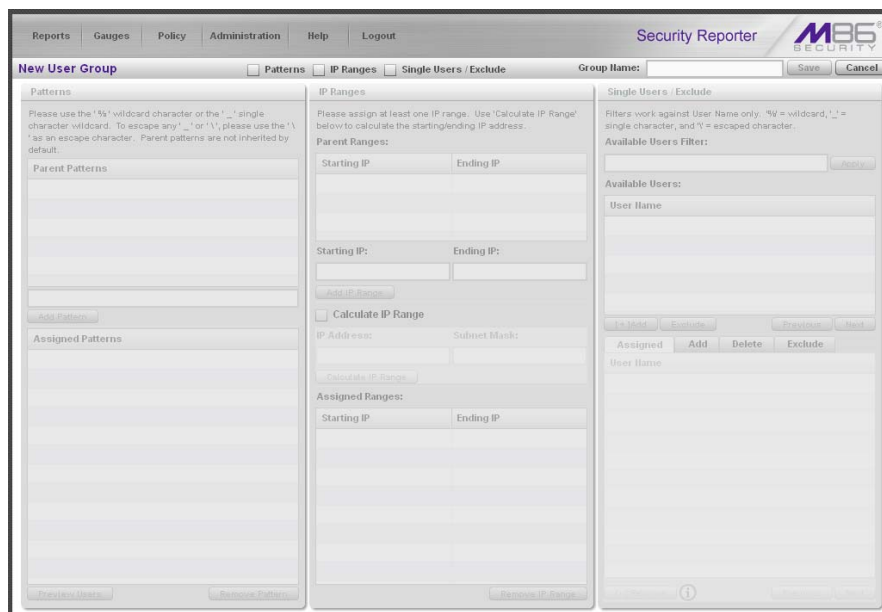 Reports Gauges Policy Administration Help Logout
Security Reporter
M86®
SECURITY
New User Group
Patterns IP Ranges Single Users / Exclude
Group Name: Save Cancel
Patterns
Please use the '%' wildcard character or the '_' single
character wildcard. To escape any '_' or '\', please use the '\
' as an escape character. Parent patterns are not inherited by
default.
Parent Patterns
Add Pattern
Assigned Patterns
Preview Users Remove Pattern
IP Ranges
Please assign at least one IP range. Use 'Calculate IP Range'
below to calculate the starting/ending IP address.
Parent Ranges:
Starting IP Ending IP
Starting IP: Ending IP:
Add IP Range
Calculate IP Range
IP Address: Subnet Mask:
Calculate IP Range
Assigned Ranges:
Starting IP Ending IP
Remove IP Range
Single Users / Exclude
Filters work against User Name only. '%' = wildcard, '_' =
single character, and '\' = escaped character.
Available Users Filter:
Apply
Available Users:
User Name
[+]Add Exclude Previous Next
Assigned Add Delete Exclude
User Name